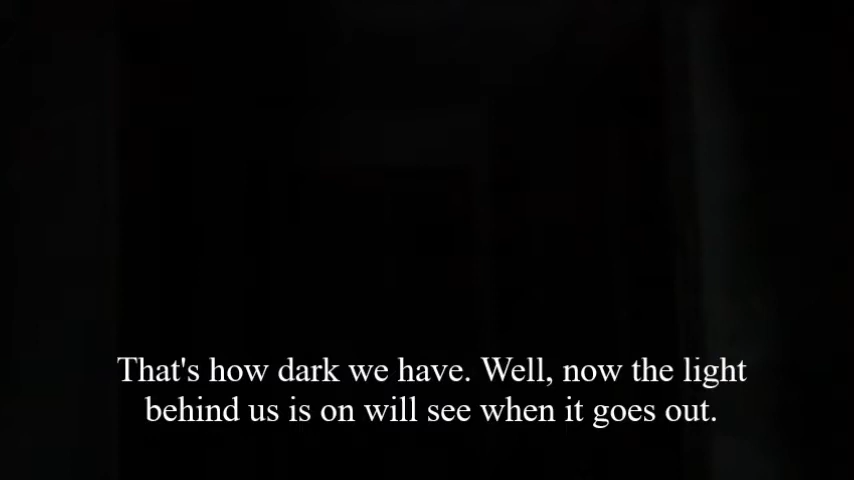 That's how dark we have. Well, now the light
behind us is on will see when it goes out.